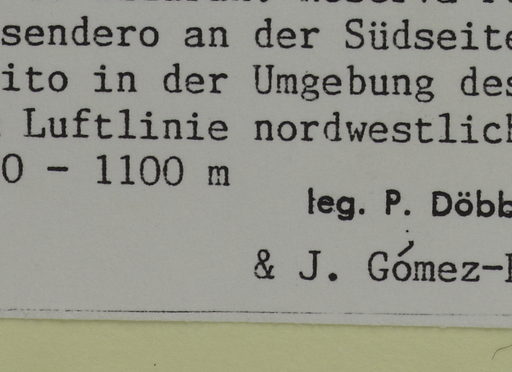 sendero an der Südseite
ito in der Umgebung des
Luftlinie nordwestlich
0 - 1100 m
leg. P. Döbb
& J. Gómez-